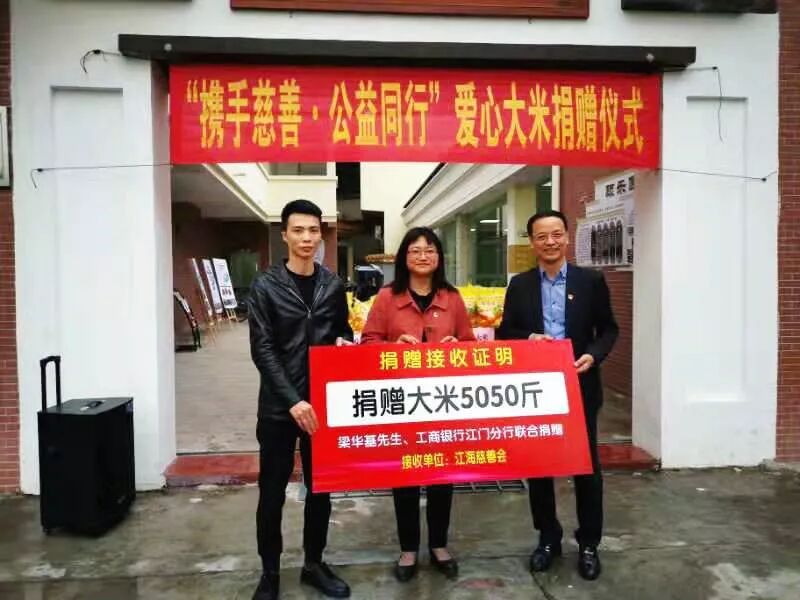 “携手慈善·公益同行”爱心大米捐赠仪式
捐赠接收证明
捐赠大米5050斤
梁华基先生、工商银行江门分行联合捐赠
接收单位：江海慈善会